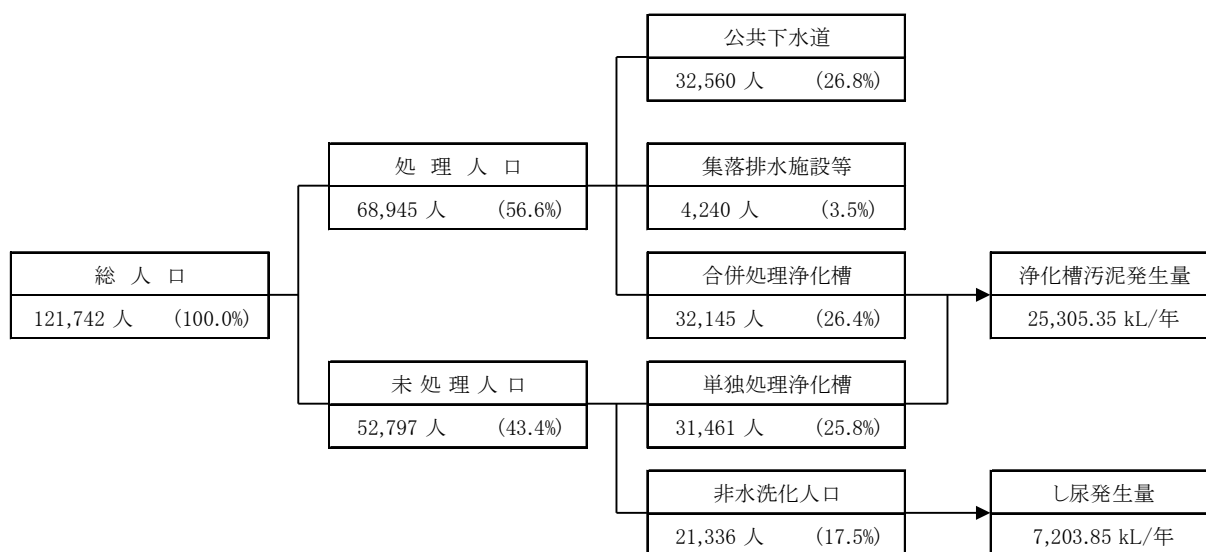 公共下水道
32,560 人 (26.8%)
処理人口
68,945 人 (56.6%)
集落排水施設等
4,240 人 (3.5%)
総人口
121,742 人 (100.0%)
合併処理浄化槽
32,145 人 (26.4%)
浄化槽汚泥発生量
25,305.35 kL/年
未処理人口
52,797 人 (43.4%)
単独処理浄化槽
31,461 人 (25.8%)
非水洗化人口
21,336 人 (17.5%)
し尿発生量
7,203.85 kL/年